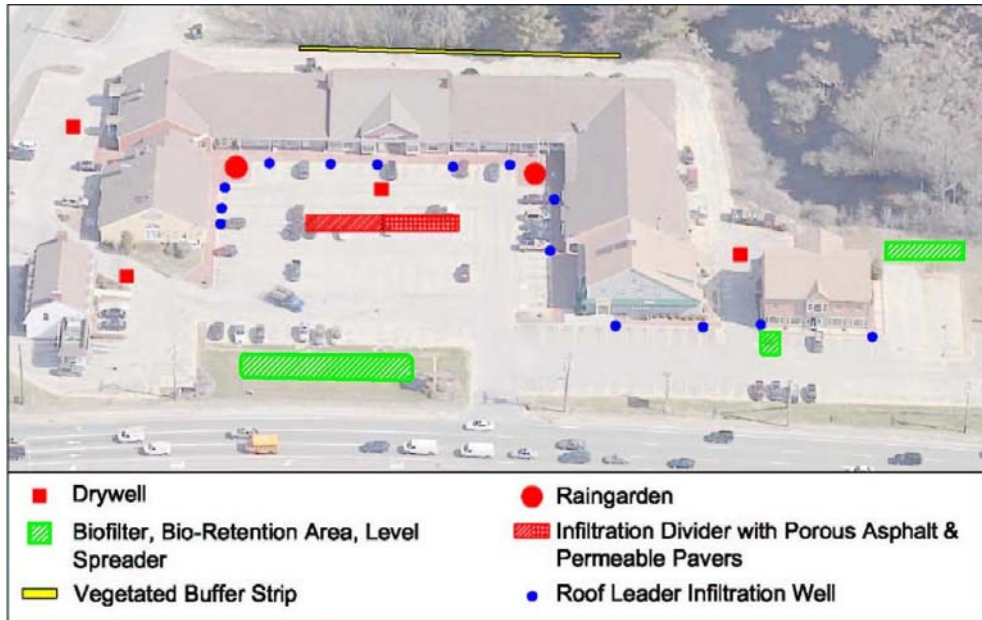 Drywell
Raingarden
Biofilter, Bio-Retention Area, Level
Spreader
Infiltration Divider with Porous Asphalt &
Permeable Pavers
Vegetated Buffer Strip
Roof Leader Infiltration Well